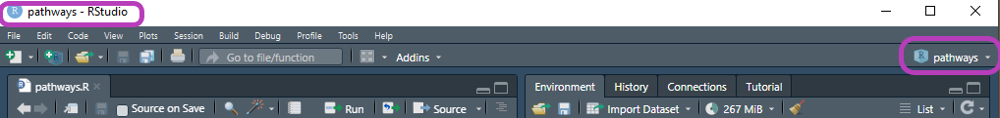 pathways - RStudio
File Edit Code View Plots Session Build Debug Profile Tools Help
Go to file/function Addins R pathways
pathways.R Environment History Connections Tutorial
Source on Save Run Source Import Dataset 267 MiB List